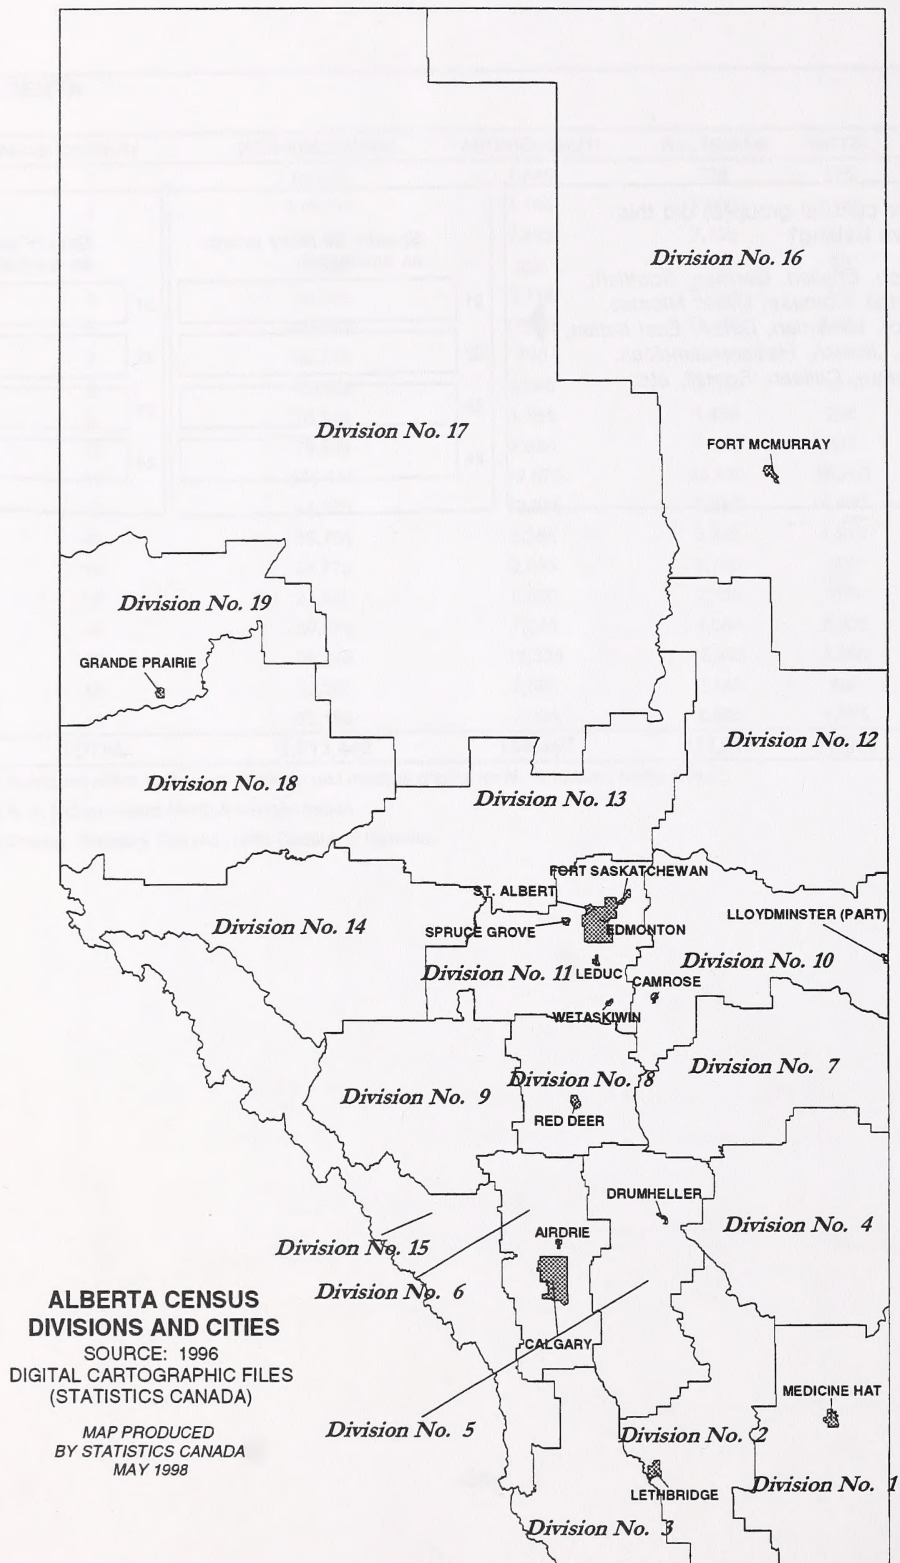 Division No. 16
Division No. 17
FORT MCMURRAY
Division No. 19
GRANDE PRAIRIE
Division No. 12
Division No. 18
Division No. 13
FORT SASKATCHEWAN
ST. ALBERT
LLOYDMINSTER (PART)
Division No. 14
SPRUCE GROVE
EDMONTON
Division No. 10
Division No. 11
LEDUC
CAMROSE
WETASKIWIN
Division No. 7
Division No. 8
Division No. 9
RED DEER
DRUMHELLER
Division No. 4
AIRDRIE
Division No. 15
Division No. 6
ALBERTA CENSUS
DIVISIONS AND CITIES
SOURCE: 1996
DIGITAL CARTOGRAPHIC FILES
(STATISTICS CANADA)
MAP PRODUCED
BY STATISTICS CANADA
MAY 1998
CALGARY
MEDICINE HAT
Division No. 5
Division No. 2
Division No. 1
LETHBRIDGE
Division No. 3